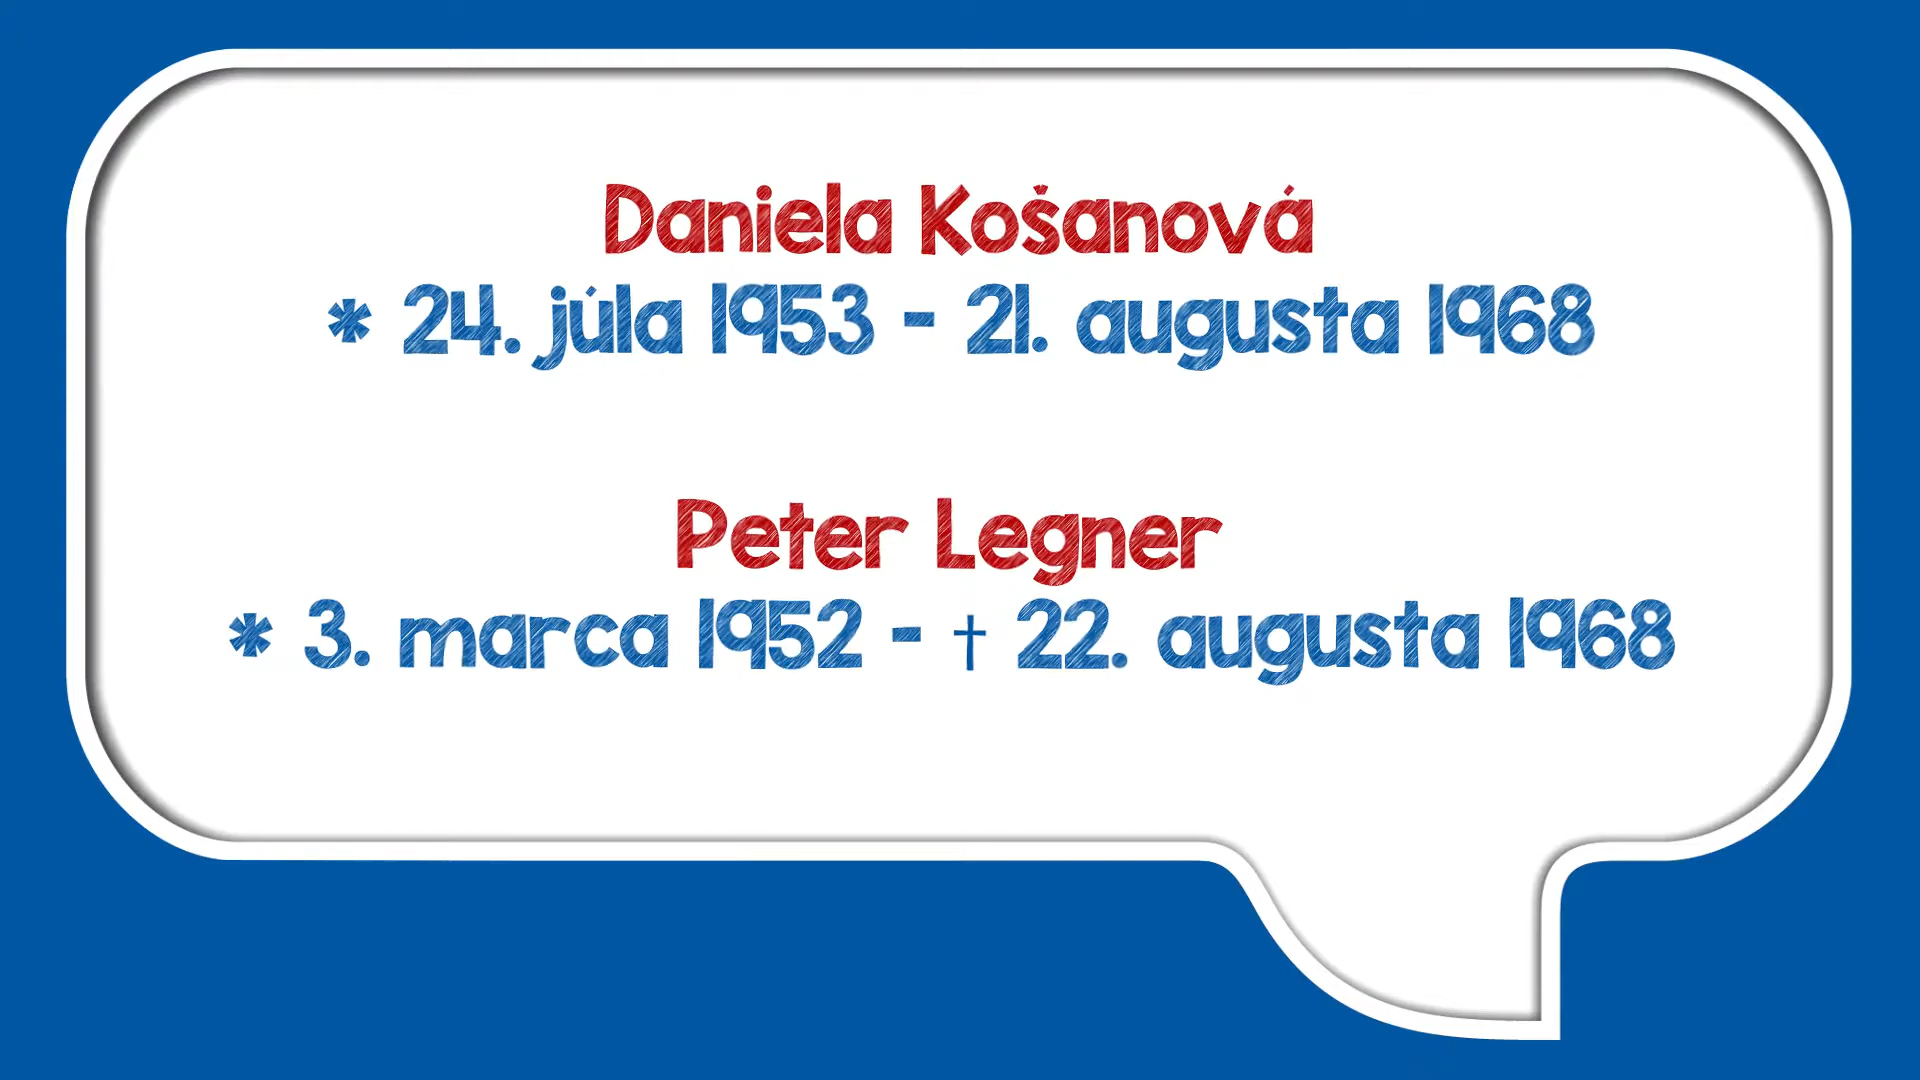 Daniela Košanová
* 24. júla 1953 - 21. augusta 1968
Peter Legner
* 3. marca 1952 - † 22. augusta 1968